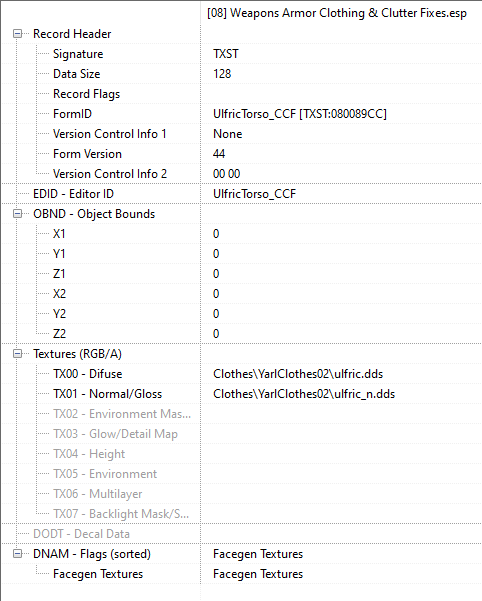 [08] Weapons Armor Clothing & Clutter Fixes.esp
Record Header
Signature TXST
Data Size 128
Record Flags
FormID UlfricTorso_CCF [TXST:080089CC]
Version Control Info 1 None
Form Version 44
Version Control Info 2 00 00
EDID - Editor ID UlfricTorso_CCF
OBND - Object Bounds
X1 0
Y1 0
Z1 0
X2 0
Y2 0
Z2 0
Textures (RGB/A)
TX00 - Difuse Clothes\YarlClothes02\ulfric.dds
TX01 - Normal/Gloss Clothes\YarlClothes02\ulfric_n.dds
TX02 - Environment Mas...
TX03 - Glow/Detail Map
TX04 - Height
TX05 - Environment
TX06 - Multilayer
TX07 - Backlight Mask/S...
DODT - Decal Data
DNAM - Flags (sorted) Facegen Textures
Facegen Textures Facegen Textures